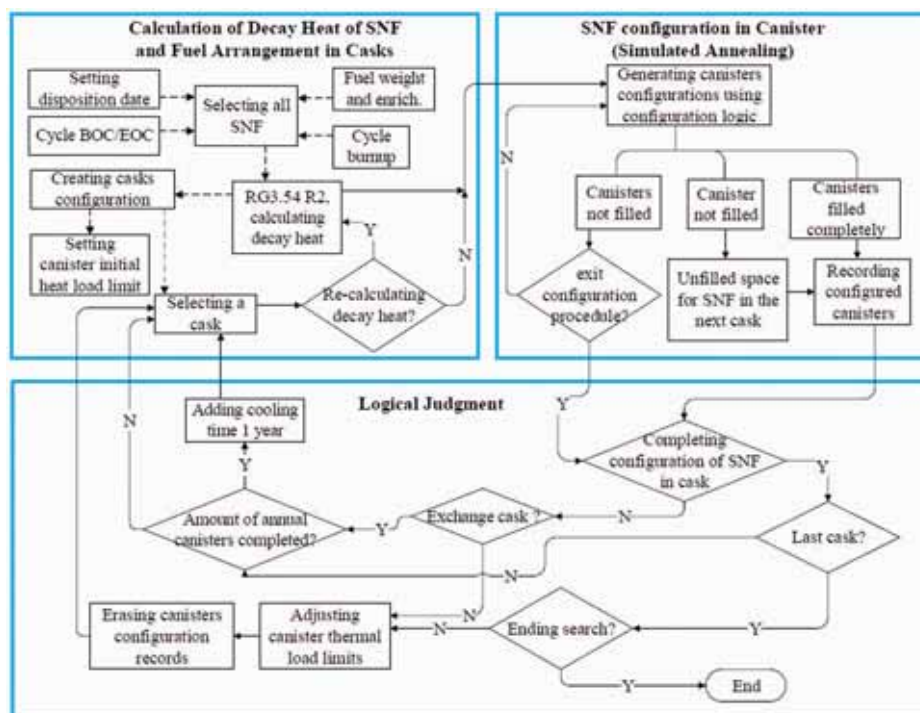 Calculation of Decay Heat of SNF
and Fuel Arrangement in Casks
Setting
disposition date
Cycle BOC/EOC
Selecting all
SNF
Fuel weight
and enrich.
Cycle
burnup
Creating casks
configuration
RG3.54 R2,
calculating
decay heat
Setting
canister initial
heat load limit
Y
N
Selecting a
cask
Re-calculating
decay heat?
SNF configuration in Canister
(Simulated Annealing)
Generating canisters
configurations using
configuration logic
N
Canisters
not filled
Canister
not filled
Canisters
filled
completely
exit
configuration
procedure?
Unfilled space
for SNF in the
next cask
Recording
configured
canisters
Logical Judgment
N
Adding cooling
time 1 year
Y
Y
Completing
configuration of SNF
in cask
Y
Amount of annual
canisters completed?
Y
Exchange cask ?
N
Last cask?
N
Erasing canisters
configuration
records
Adjusting
canister thermal
load limits
N
N
Ending search?
Y
Y
End